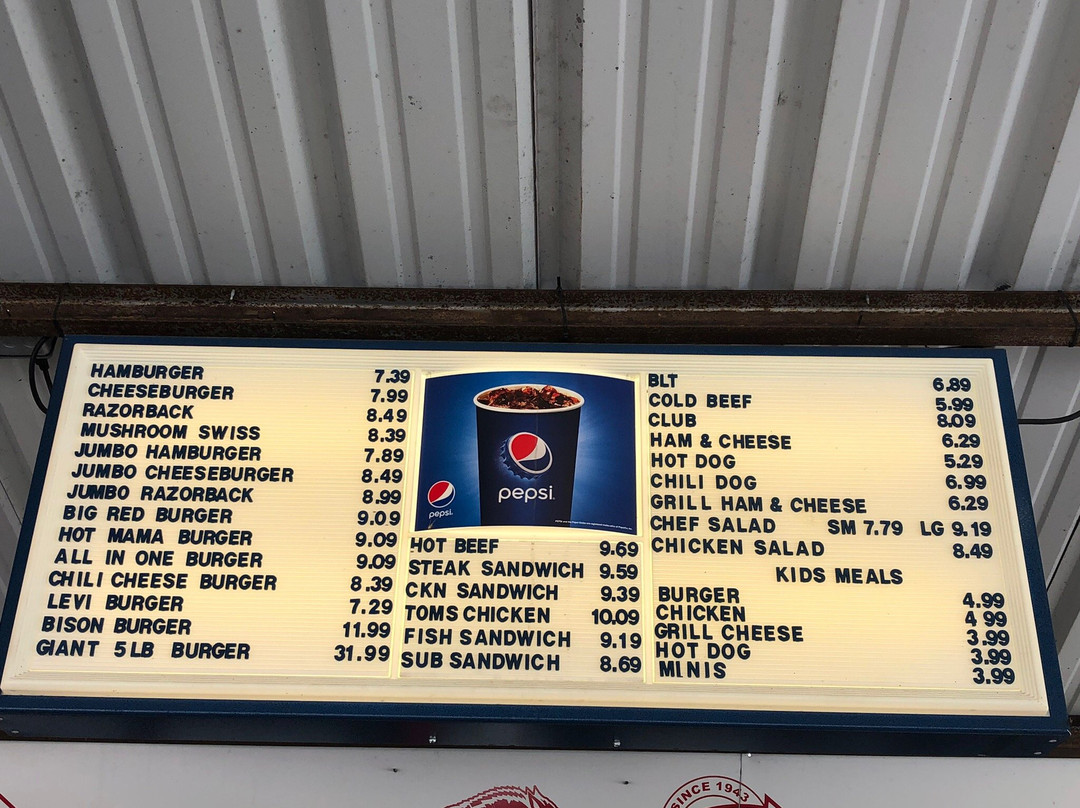 HAMBURGER 7.39
CHEESEBURGER 7.99
RAZORBACK 8.49
MUSHROOM SWISS 8.39
JUMBO HAMBURGER 7.89
JUMBO CHEESEBURGER 8.49
JUMBO RAZORBACK 8.99
BIG RED BURGER 9.09
HOT MAMA BURGER 9.09
ALL IN ONE BURGER 9.09
CHILI CHEESE BURGER 8.39
LEVI BURGER 7.29
BISON BURGER 11.99
GIANT 5 LB BURGER 31.99
pepsi
pepsi
HOT BEEF 9.69
STEAK SANDWICH 9.59
CKN SANDWICH 9.39
TOMS CHICKEN 10.09
FISH SANDWICH 9.19
SUB SANDWICH 8.69
BLT 6.89
COLD BEEF 5.99
CLUB 8.09
HAM & CHEESE 6.29
HOT DOG 5.29
CHILI DOG 6.99
GRILL HAM & CHEESE 6.29
CHEF SALAD SM 7.79 LG 9.19
CHICKEN SALAD 8.49
KIDS MEALS
BURGER 4.99
CHICKEN 4 99
GRILL CHEESE 3.99
HOT DOG 3.99
MINIS 3.99
SINCE 1943